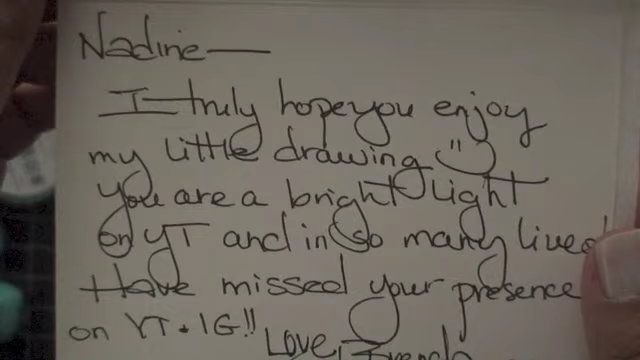 Nadine —
I truly hope you enjoy
my little drawing
you are a bright light
on YT and in so many lives!
Have missed your presence
on YT • IG!!
Love,